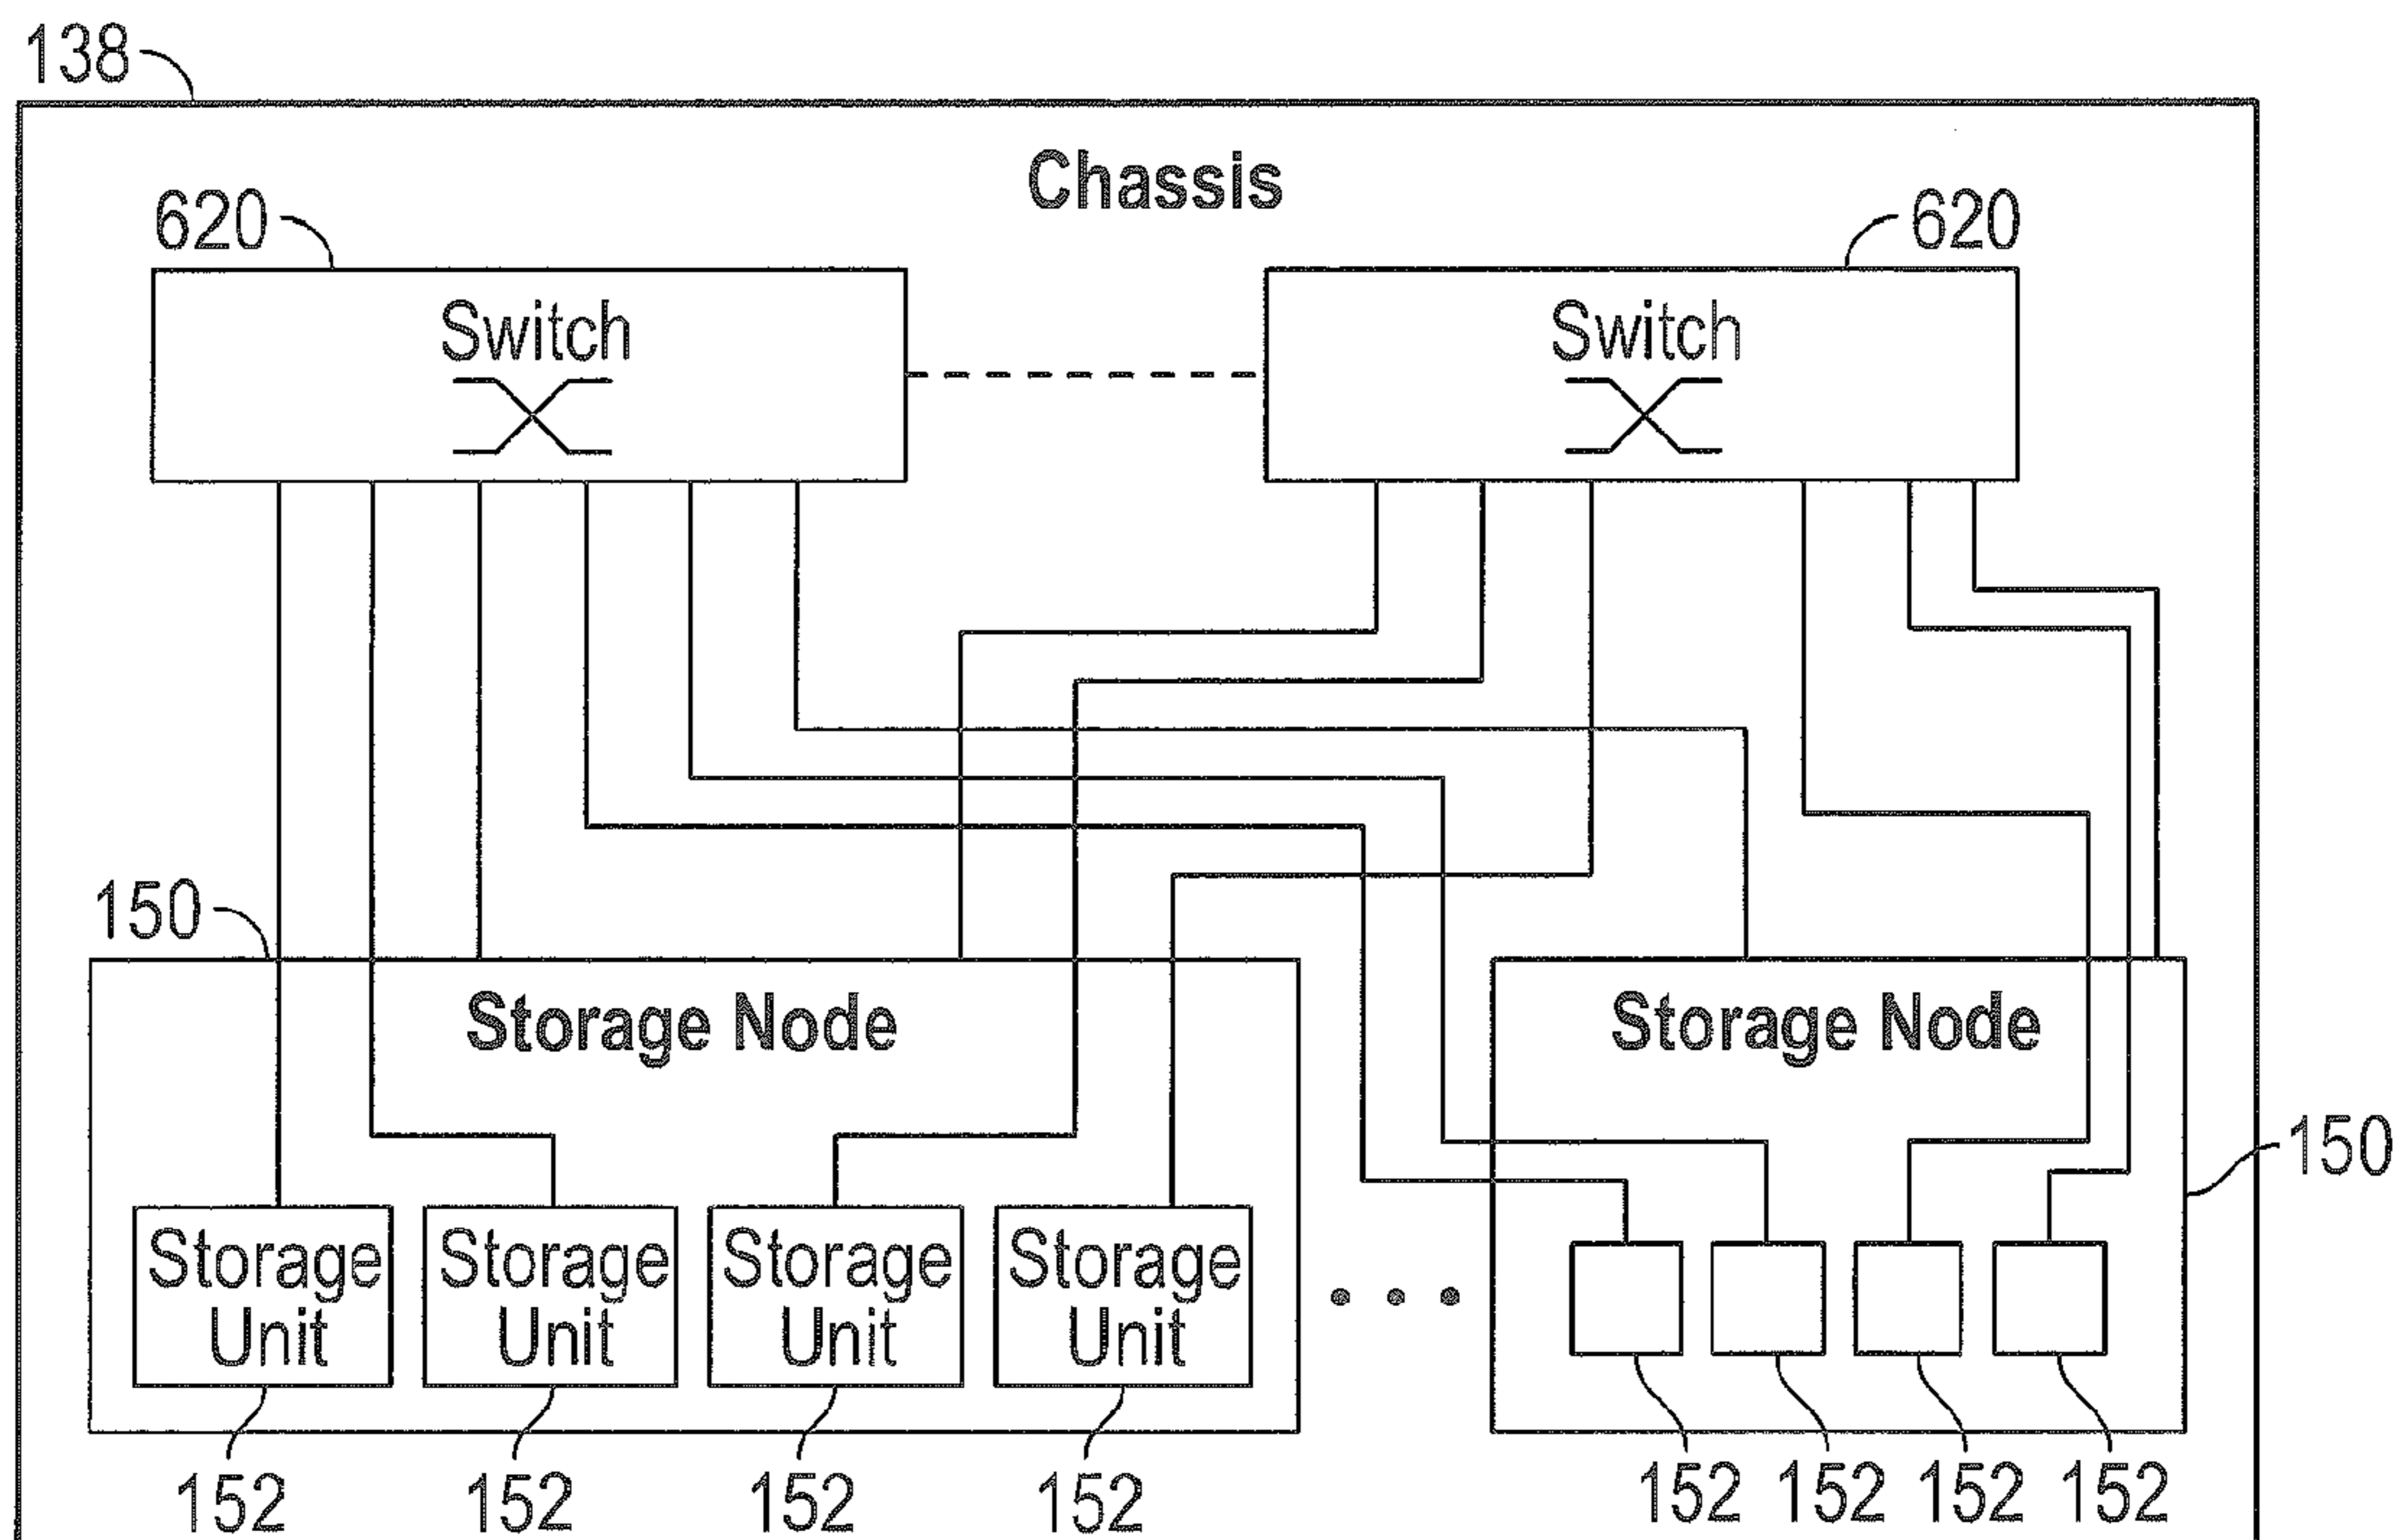 138
Chassis
620
620
Switch
Switch
150
Storage Node
Storage Node
150
Storage
Unit
Storage
Unit
Storage
Unit
Storage
Unit
152
152
152
152
152
152
152
152